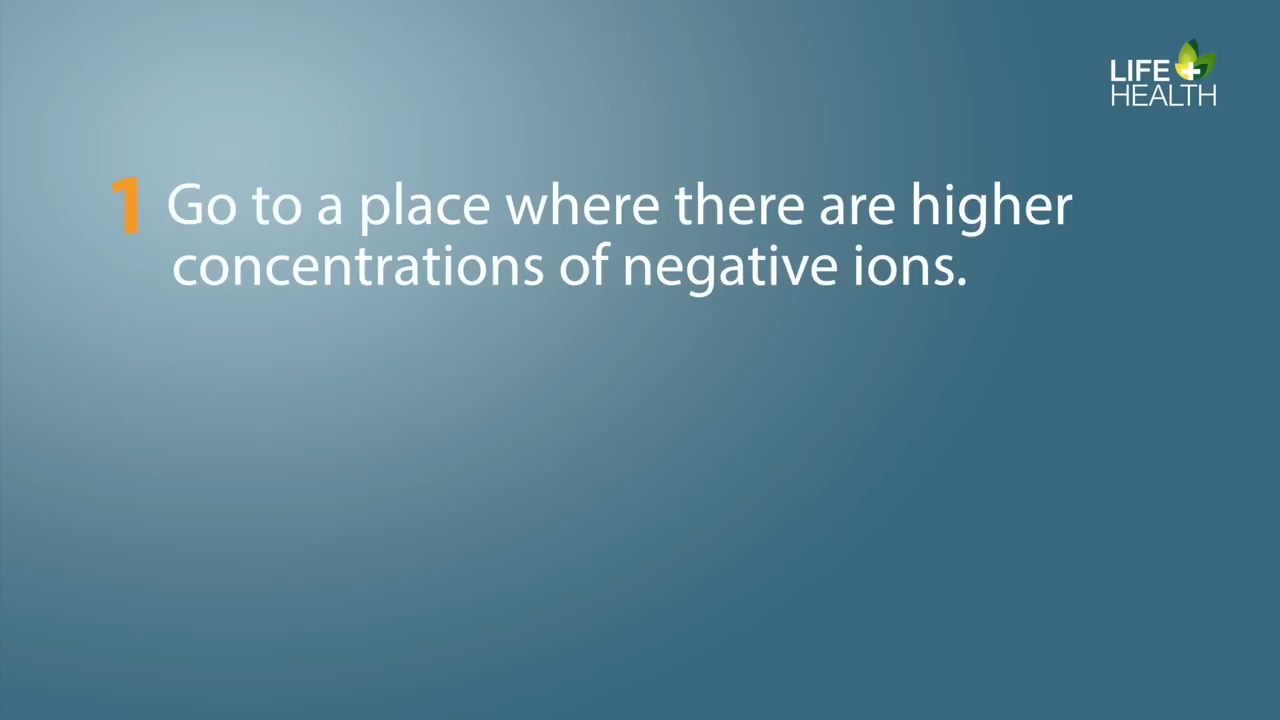 LIFE
HEALTH
1 Go to a place where there are higher
concentrations of negative ions.